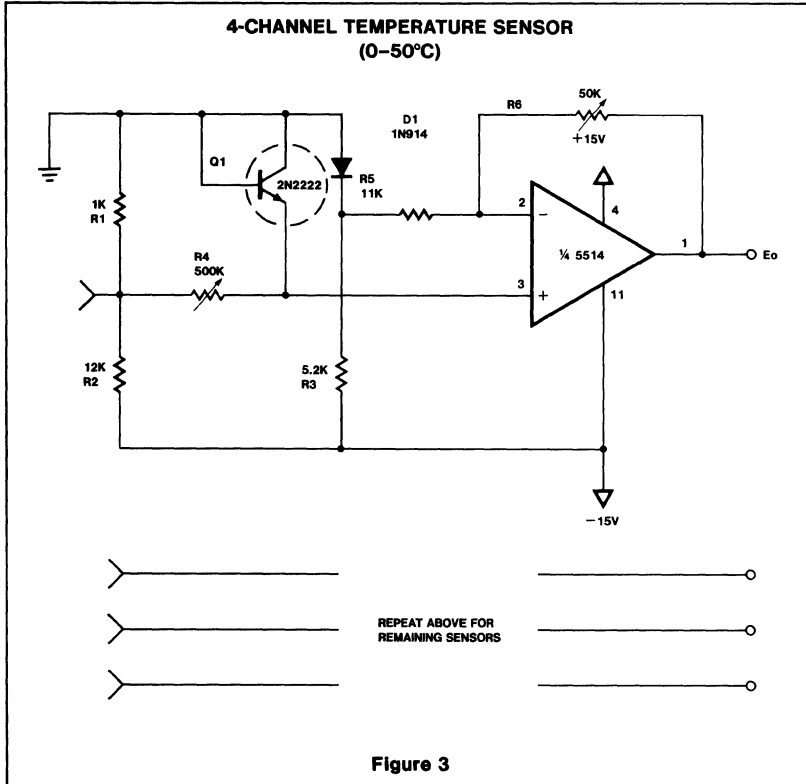 4-CHANNEL TEMPERATURE SENSOR
(0–50°C)
50K
R6
D1
1N914
+15V
Q1
2N2222
R5
11K
4
1K
R1
2
−
¼ 5514
1
Eo
R4
500K
3
+
11
12K
R2
5.2K
R3
−15V
REPEAT ABOVE FOR
REMAINING SENSORS
Figure 3